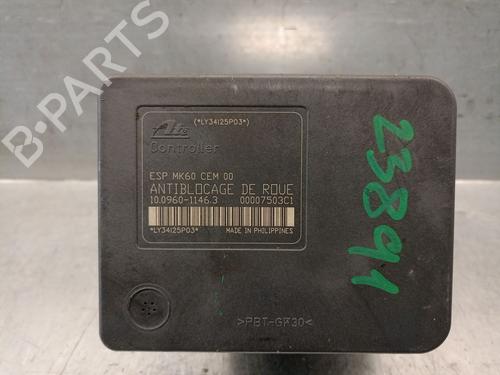 B-PARTS
(*LY34125P03*)
Ate
Controller
ESP MK60 CEM 00
ANTIBLOCAGE DE ROUE
10.0960-1146.3 00007503C1
*LY34125P03* MADE IN PHILIPPINES
23891
>PBT-GF30<